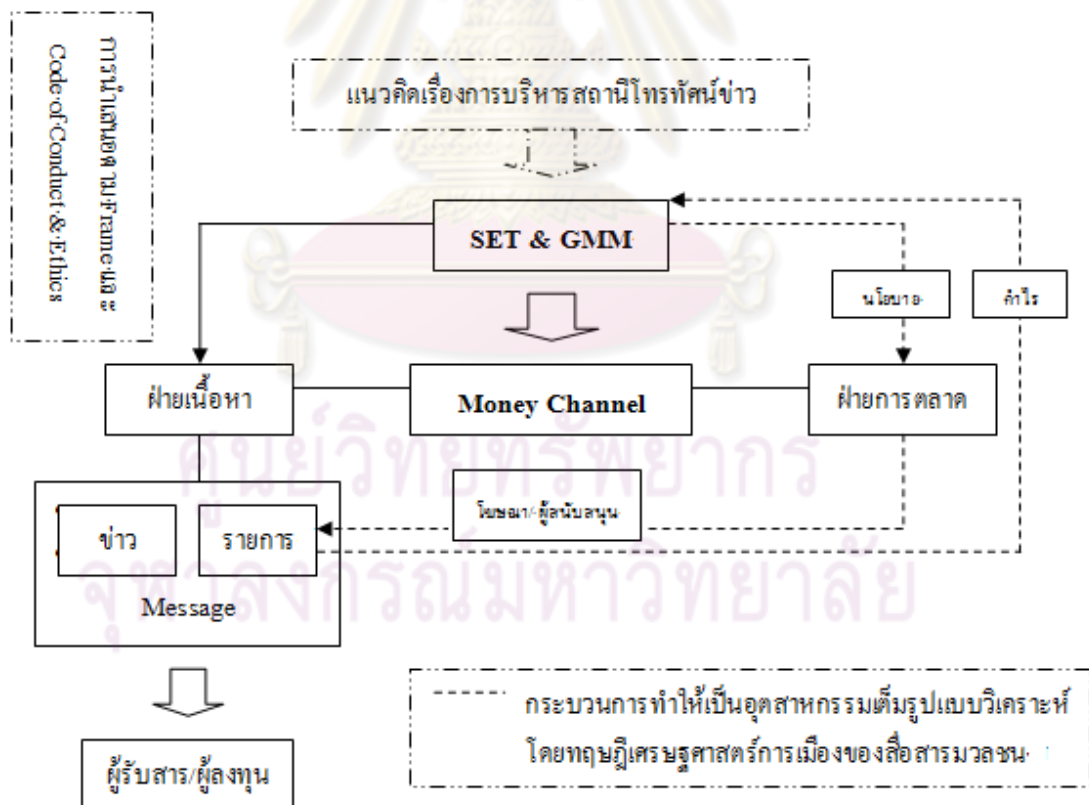 การนำเสนอตาม Frame และ
Code of Conduct & Ethics
แนวคิดเรื่องการบริหารสถานีโทรทัศน์ข่าว
SET & GMM
นโยบาย
กำไร
ฝ่ายเนื้อหา
Money Channel
ฝ่ายการตลาด
ศูนย์วิทยทรัพยากร
โฆษณา/ผู้สนับสนุน
ข่าว
รายการ
จุฬาลงกรณ์มหาวิทยาลัย
Message
กระบวนการทำให้เป็นอุตสาหกรรมเต็มรูปแบบวิเคราะห์
โดยทฤษฎีเศรษฐศาสตร์การเมืองของสื่อสารมวลชน
ผู้รับสาร/ผู้ลงทุน